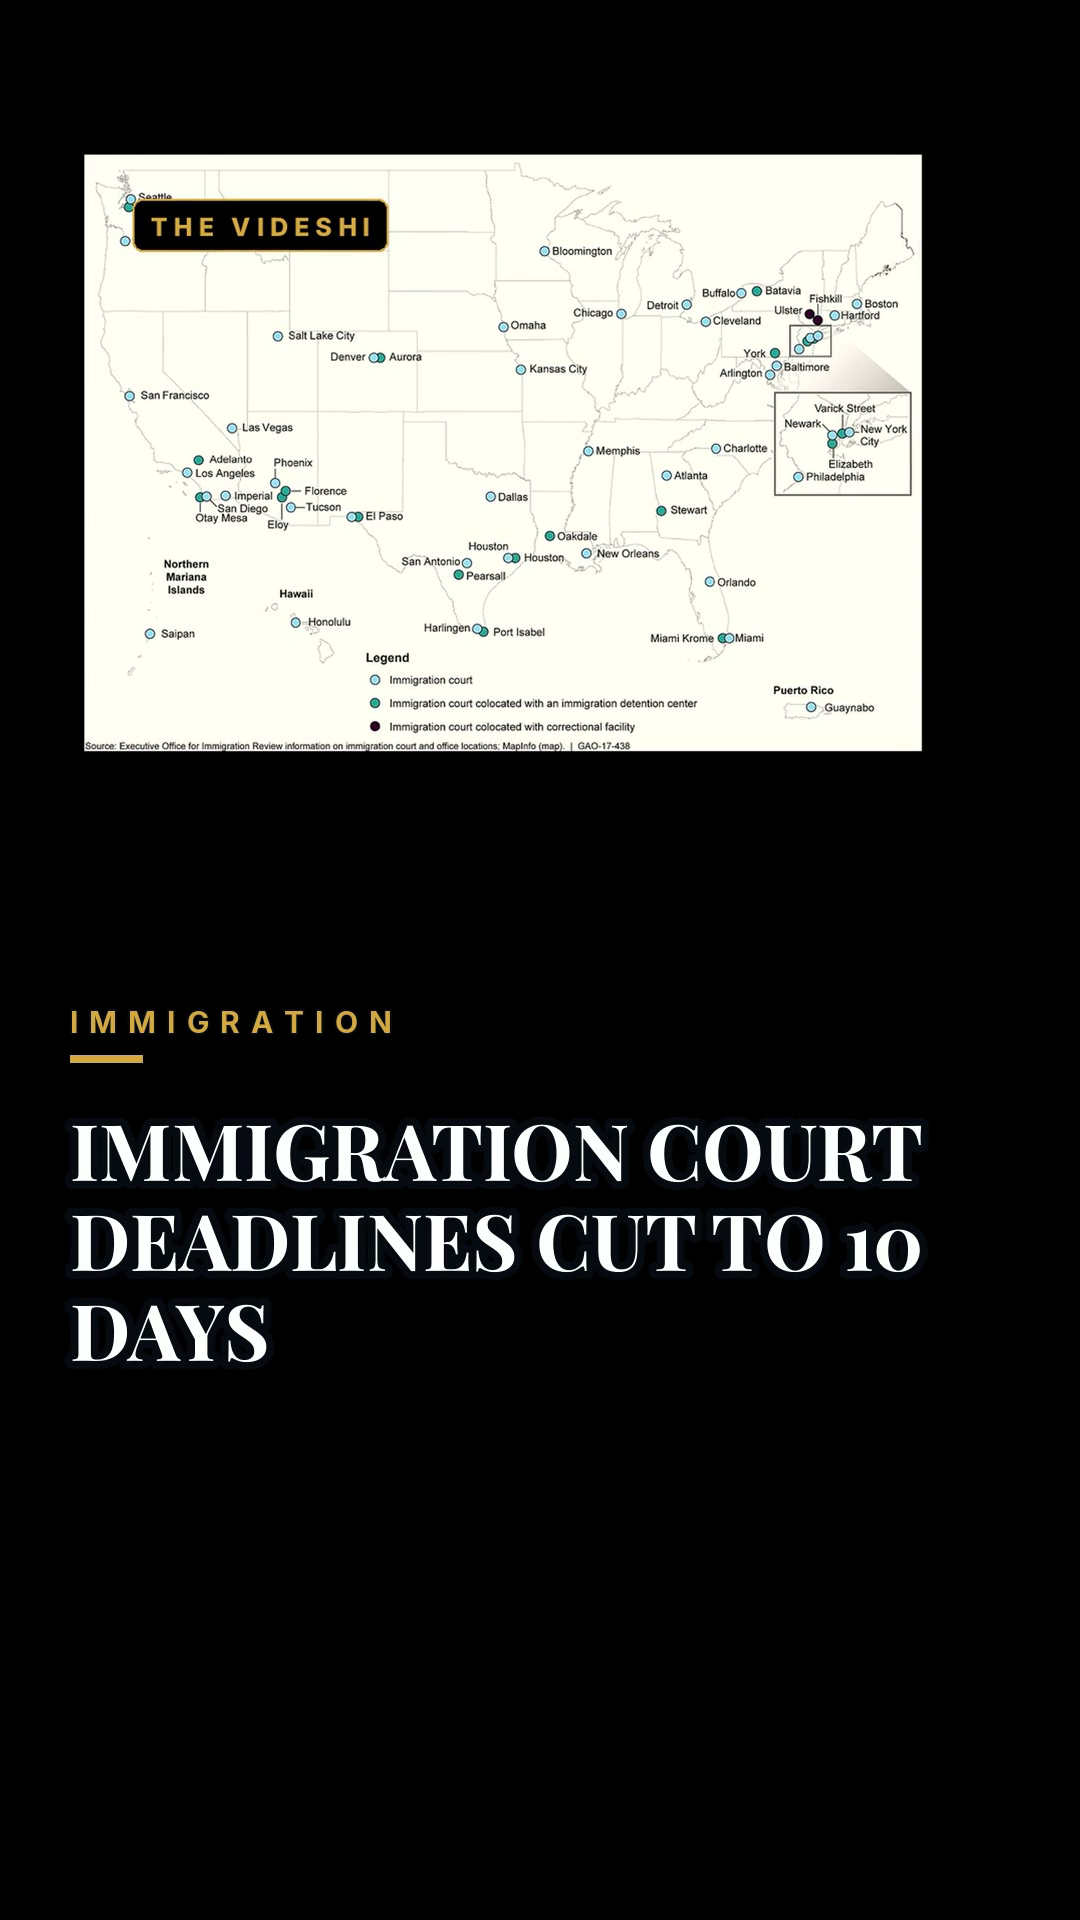 Seattle
THE VIDESHI
Bloomington
Buffalo
Batavia
Fishkill
Boston
Detroit
Ulster
Hartford
Chicago
Cleveland
Omaha
Salt Lake City
Denver
Aurora
York
Baltimore
Kansas City
Arlington
San Francisco
Varick Street
Newark
New York
City
Elizabeth
Philadelphia
Las Vegas
Memphis
Charlotte
Adelanto
Los Angeles
Phoenix
Atlanta
Imperial
Florence
San Diego
Otay Mesa
Tucson
Eloy
El Paso
Dallas
Stewart
Oakdale
Houston
Houston
New Orleans
San Antonio
Pearsall
Northern
Mariana
Islands
Hawaii
Orlando
Honolulu
Saipan
Harlingen
Port Isabel
Miami Krome
Miami
Legend
Immigration court
Immigration court colocated with an immigration detention center
Immigration court colocated with correctional facility
Puerto Rico
Guaynabo
Source: Executive Office for Immigration Review information on immigration court and office locations; MapInfo (map). | GAO-17-438
IMMIGRATION
IMMIGRATION COURT
DEADLINES CUT TO 10
DAYS